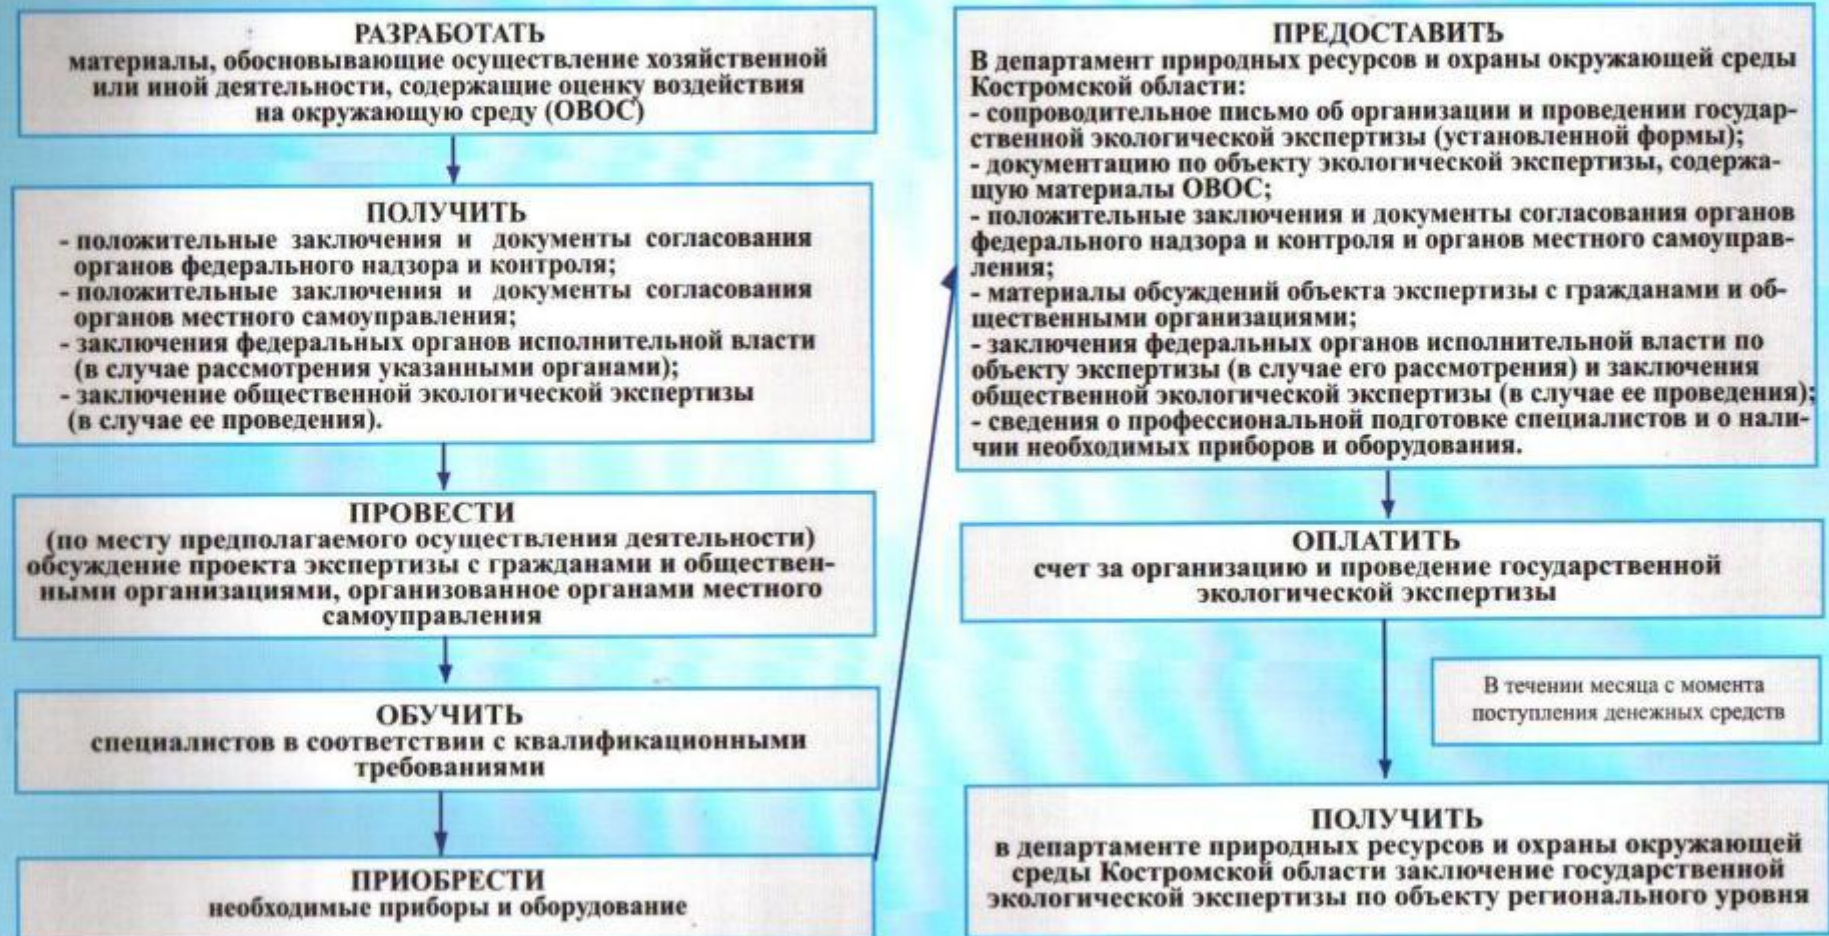 РАЗРАБОТАТЬ
материалы, обосновывающие осуществление хозяйственной
или иной деятельности, содержащие оценку воздействия
на окружающую среду (ОВОС)
ПОЛУЧИТЬ
- положительные заключения и документы согласования
органов федерального надзора и контроля;
- положительные заключения и документы согласования
органов местного самоуправления;
- заключения федеральных органов исполнительной власти
(в случае рассмотрения указанными органами);
- заключение общественной экологической экспертизы
(в случае ее проведения).
ПРОВЕСТИ
(по месту предполагаемого осуществления деятельности)
обсуждение проекта экспертизы с гражданами и обществен-
ными организациями, организованное органами местного
самоуправления
ОБУЧИТЬ
специалистов в соответствии с квалификационными
требованиями
ПРИОБРЕСТИ
необходимые приборы и оборудование
ПРЕДОСТАВИТЬ
В департамент природных ресурсов и охраны окружающей среды
Костромской области:
- сопроводительное письмо об организации и проведении государ-
ственной экологической экспертизы (установленной формы);
- документацию по объекту экологической экспертизы, содержа-
щую материалы ОВОС;
- положительные заключения и документы согласования органов
федерального надзора и контроля и органов местного самоуправ-
ления;
- материалы обсуждений объекта экспертизы с гражданами и об-
щественными организациями;
- заключения федеральных органов исполнительной власти по
объекту экспертизы (в случае его рассмотрения) и заключения
общественной экологической экспертизы (в случае ее проведения);
- сведения о профессиональной подготовке специалистов и о нали-
чии необходимых приборов и оборудования.
ОПЛАТИТЬ
счет за организацию и проведение государственной
экологической экспертизы
В течении месяца с момента
поступления денежных средств
ПОЛУЧИТЬ
в департаменте природных ресурсов и охраны окружающей
среды Костромской области заключение государственной
экологической экспертизы по объекту регионального уровня